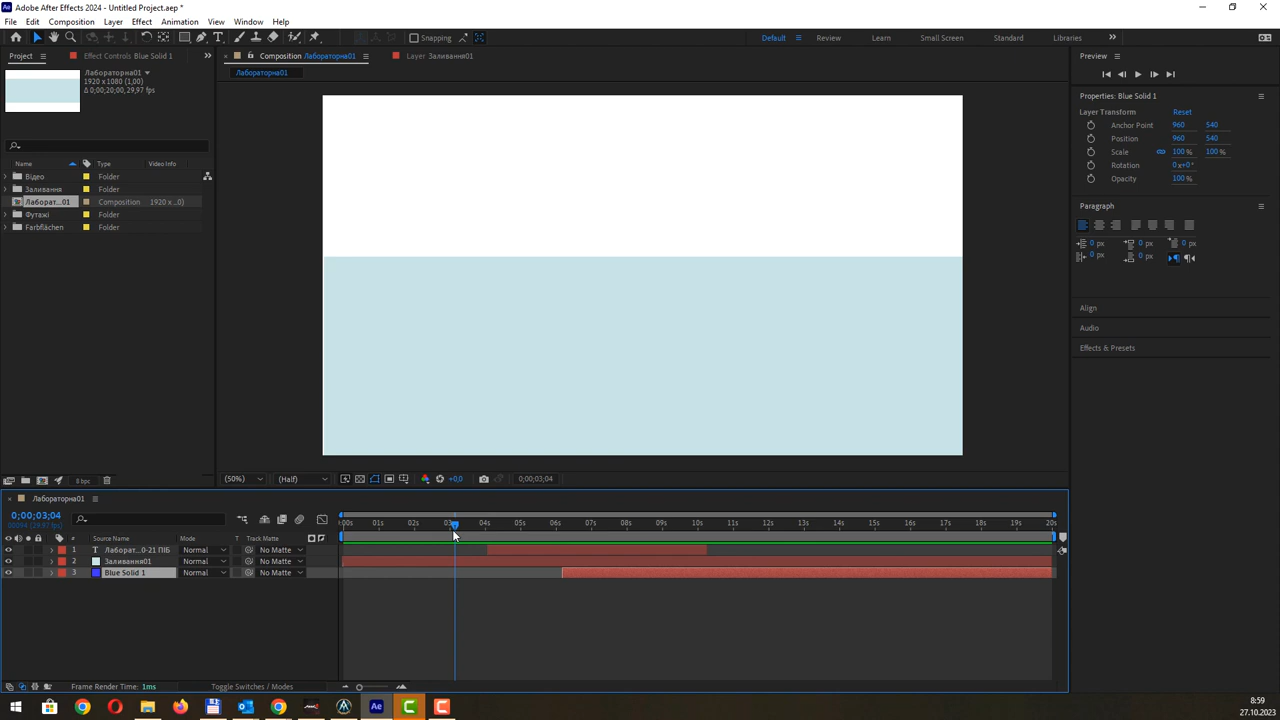 Adobe After Effects 2024 - Untitled Project.aep *
File Edit Composition Layer Effect Animation View Window Help
Snapping
Default Review Learn Small Screen Standard Libraries
Project Effect Controls Blue Solid 1
Composition Лабораторна01 Layer Заливання01
Preview
Лабораторна01
1920 x 1080 (1,00)
Δ 0;00;20;00, 29,97 fps
Лабораторна01
Properties: Blue Solid 1
Layer Transform Reset
Anchor Point 960 540
Position 960 540
Scale 100 % 100 %
Rotation 0x+0°
Opacity 100 %
Name Type Video Info
Відео Folder
Заливання Folder
Лаборат...01 Composition 1920 x ...0)
Футажі Folder
Farbflächen Folder
Paragraph
0 px 0 px 0 px
0 px 0 px
Align
Audio
Effects & Presets
8 bpc
(50%) (Half) +0,0 0;00;03;04
Лабораторна01
0;00;03;04
00094 (29.97 fps)
:00s 01s 02s 03s 04s 05s 06s 07s 08s 09s 10s 11s 12s 13s 14s 15s 16s 17s 18s 19s 20s
# Source Name Mode T Track Matte
1 T Лаборат...0-21 ПІБ Normal No Matte
2 Заливання01 Normal No Matte
3 Blue Solid 1 Normal No Matte
Frame Render Time: 1ms Toggle Switches / Modes
8:59
27.10.2023